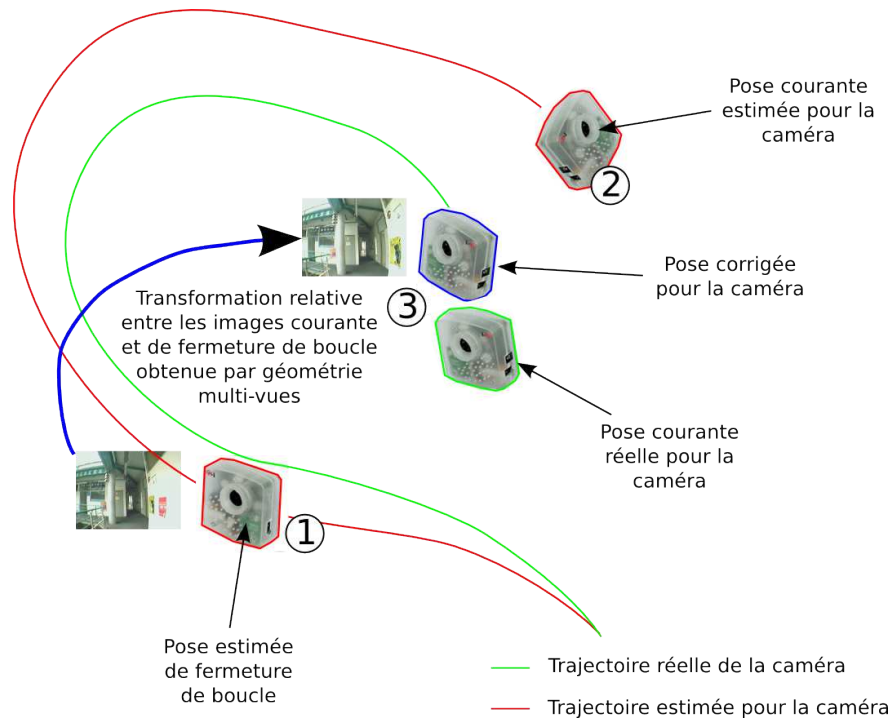 Pose courante
estimée pour la
caméra
2
Pose corrigée
pour la caméra
Transformation relative
entre les images courante
et de fermeture de boucle
obtenue par géométrie
multi-vues
3
Pose courante
réelle pour la
caméra
1
Pose estimée
de fermeture
de boucle
Trajectoire réelle de la caméra
Trajectoire estimée pour la caméra